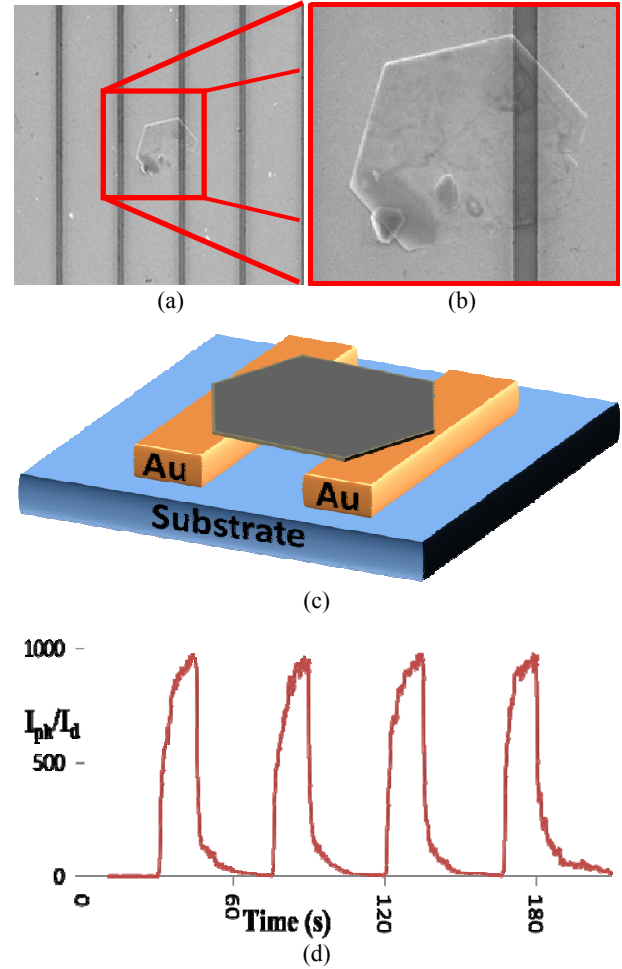 (a) (b)
Au Au
Substrate
(c)
1000
Iph/Id
500
0
0 60 120 180
Time (s)
(d)